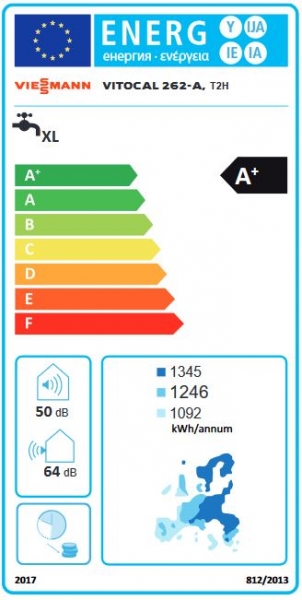 ENERG Y IJA
енергия · ενέργεια IE IA
VIESSMANN VITOCAL 262-A, T2H
XL
A+
A
B
C
D
E
F
A+
50 dB
64 dB
1345
1246
1092
kWh/annum
2017 812/2013